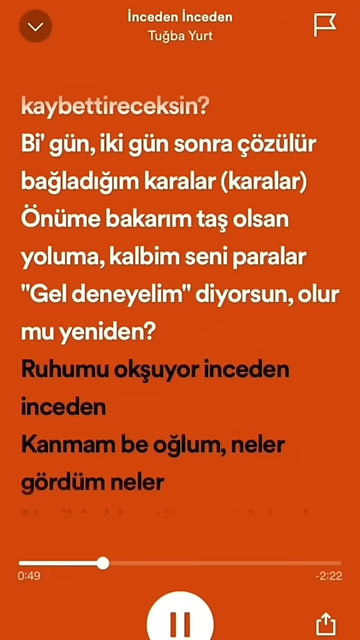 İnceden İnceden
Tuğba Yurt
kaybettireceksin?
Bi' gün, iki gün sonra çözülür
bağladığım karalar (karalar)
Önüme bakarım taş olsan
yoluma, kalbim seni paralar
"Gel deneyelim" diyorsun, olur
mu yeniden?
Ruhumu okşuyor inceden
inceden
Kanmam be oğlum, neler
gördüm neler
0:49
-2:22